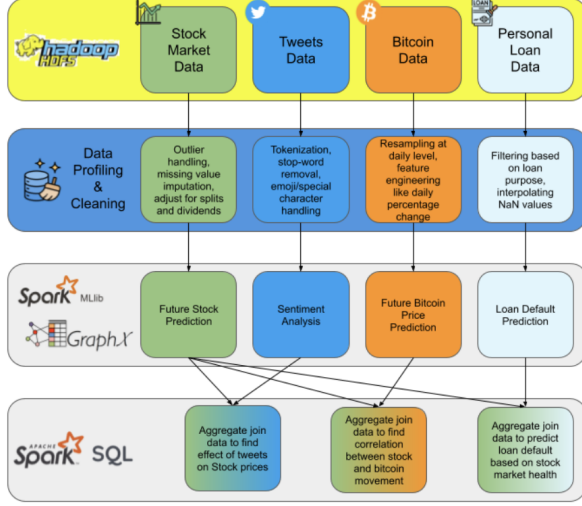 hadoop
HDFS
Stock
Market
Data
Tweets
Data
Bitcoin
Data
LOAN
Personal
Loan
Data
Data
Profiling
&
Cleaning
Outlier
handling,
missing value
imputation,
adjust for splits
and dividends
Tokenization,
stop-word
removal,
emoji/special
character
handling
Resampling at
daily level,
feature
engineering
like daily
percentage
change
Filtering based
on loan
purpose,
interpolating
NaN values
Spark MLlib
GraphX
Future Stock
Prediction
Sentiment
Analysis
Future Bitcoin
Price
Prediction
Loan Default
Prediction
APACHE
Spark SQL
Aggregate join
data to find
effect of tweets
on Stock prices
Aggregate join
data to find
correlation
between stock
and bitcoin
movement
Aggregate join
data to predict
loan default
based on stock
market health